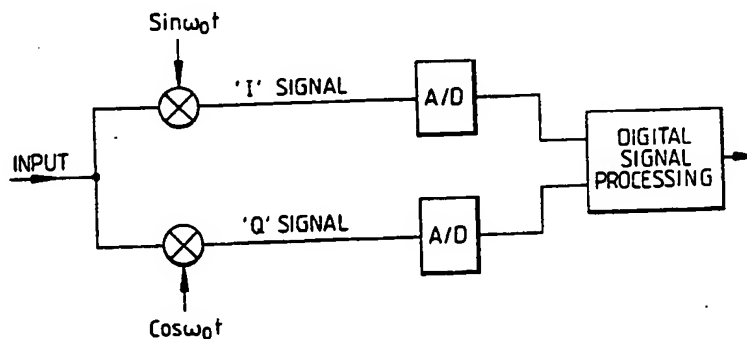 Sinω₀t
'I' SIGNAL
A/D
INPUT
DIGITAL
SIGNAL
PROCESSING
'Q' SIGNAL
A/D
Cosω₀t